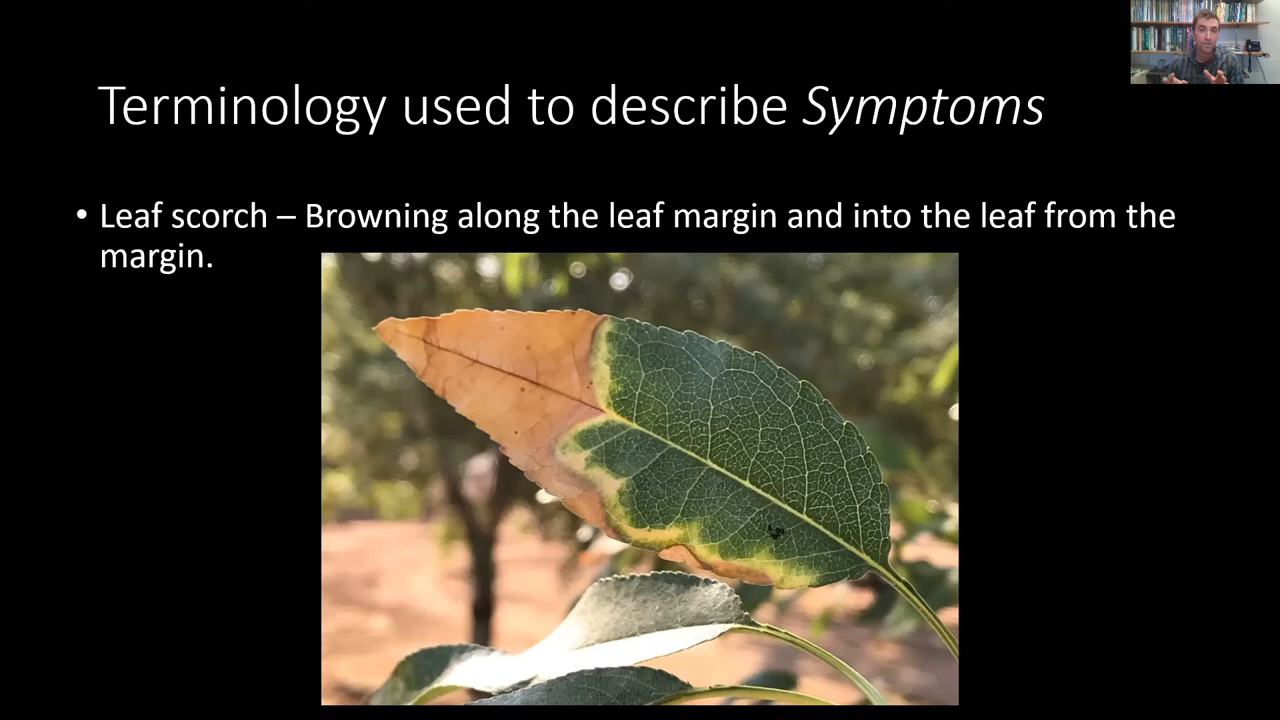 Terminology used to describe Symptoms
• Leaf scorch – Browning along the leaf margin and into the leaf from the
margin.